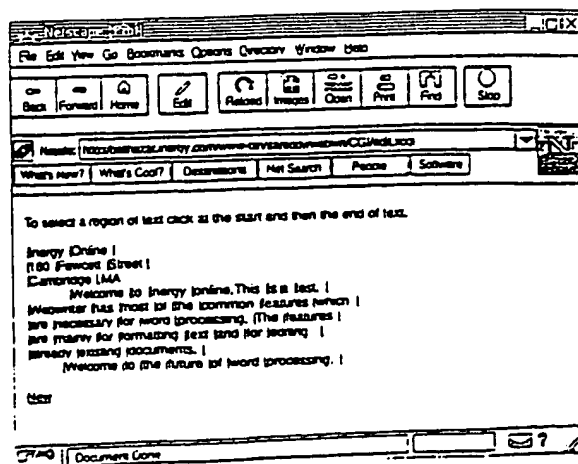 Netscape
File Edit View Go Bookmarks Options Directory Window Help
Back Forward Home Edit Reload Images Open Print Find Stop
What's New? What's Cool? Destinations Net Search People Software
To select a region of text click at the start and then the end of text.
|Inergy |Online |
|180 |Fawcett |Street |
|Cambridge |MA
|Welcome |to |Inergy |online.|This |is |a |test. |
|Webwriter |has |most |of |the |common |features |which |
|are |necessary |for |word |processing. |The |features |
|are |mainly |for |formatting |text |and |for
|already |existing |documents. |
|Welcome |to |the |future |of |word |processing. |
New
Document Done
?